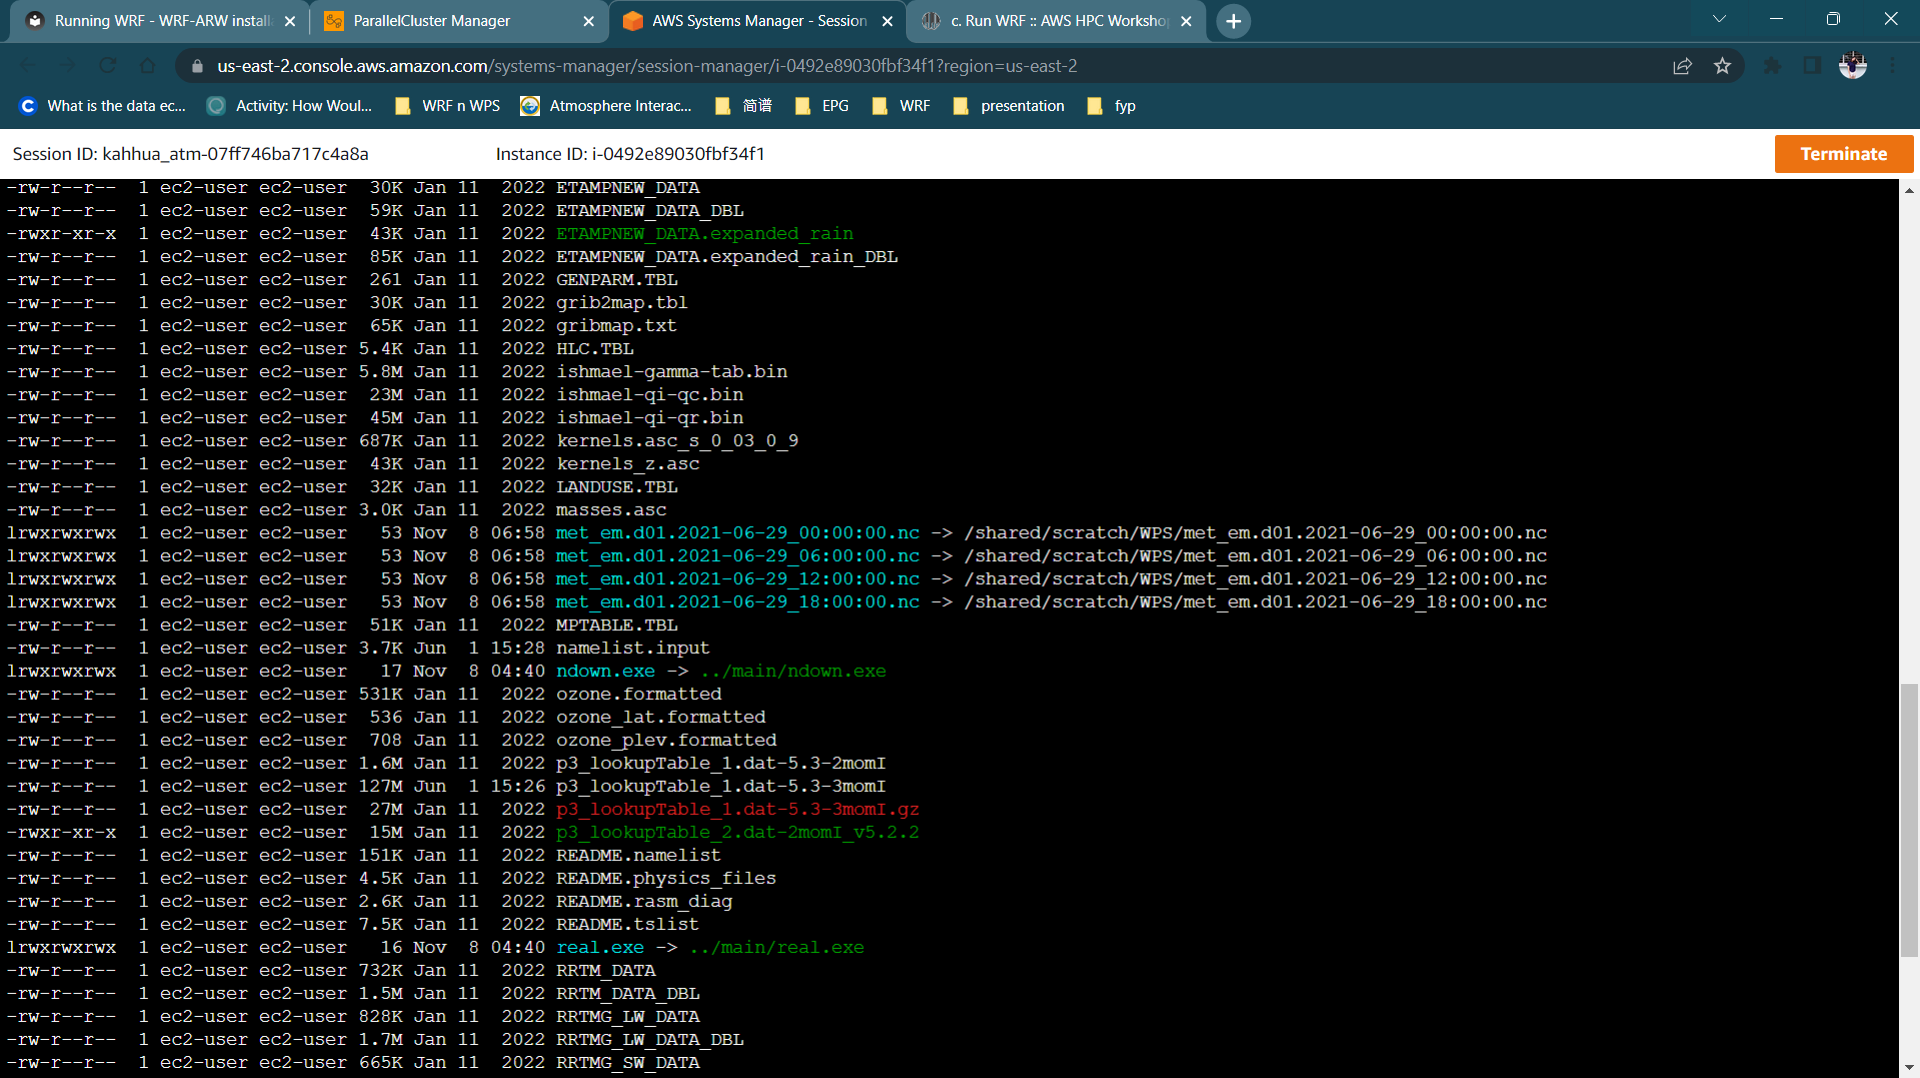 Running WRF - WRF-ARW install
ParallelCluster Manager
AWS Systems Manager - Session
c. Run WRF :: AWS HPC Workshop
us-east-2.console.aws.amazon.com/systems-manager/session-manager/i-0492e89030fbf34f1?region=us-east-2
What is the data ec...
Activity: How Woul...
WRF n WPS
Atmosphere Interac...
简谱
EPG
WRF
presentation
fyp
Session ID: kahhua_atm-07ff746ba717c4a8a
Instance ID: i-0492e89030fbf34f1
Terminate
-rw-r--r-- 1 ec2-user ec2-user 30K Jan 11 2022 ETAMPNEW_DATA
-rw-r--r-- 1 ec2-user ec2-user 59K Jan 11 2022 ETAMPNEW_DATA_DBL
-rwxr-xr-x 1 ec2-user ec2-user 43K Jan 11 2022 ETAMPNEW_DATA.expanded_rain
-rw-r--r-- 1 ec2-user ec2-user 85K Jan 11 2022 ETAMPNEW_DATA.expanded_rain_DBL
-rw-r--r-- 1 ec2-user ec2-user 261 Jan 11 2022 GENPARM.TBL
-rw-r--r-- 1 ec2-user ec2-user 30K Jan 11 2022 grib2map.tbl
-rw-r--r-- 1 ec2-user ec2-user 65K Jan 11 2022 gribmap.txt
-rw-r--r-- 1 ec2-user ec2-user 5.4K Jan 11 2022 HLC.TBL
-rw-r--r-- 1 ec2-user ec2-user 5.8M Jan 11 2022 ishmael-gamma-tab.bin
-rw-r--r-- 1 ec2-user ec2-user 23M Jan 11 2022 ishmael-qi-qc.bin
-rw-r--r-- 1 ec2-user ec2-user 45M Jan 11 2022 ishmael-qi-qr.bin
-rw-r--r-- 1 ec2-user ec2-user 687K Jan 11 2022 kernels.asc_s_0_03_0_9
-rw-r--r-- 1 ec2-user ec2-user 43K Jan 11 2022 kernels_z.asc
-rw-r--r-- 1 ec2-user ec2-user 32K Jan 11 2022 LANDUSE.TBL
-rw-r--r-- 1 ec2-user ec2-user 3.0K Jan 11 2022 masses.asc
lrwxrwxrwx 1 ec2-user ec2-user 53 Nov 8 06:58 met_em.d01.2021-06-29_00:00:00.nc -> /shared/scratch/WPS/met_em.d01.2021-06-29_00:00:00.nc
lrwxrwxrwx 1 ec2-user ec2-user 53 Nov 8 06:58 met_em.d01.2021-06-29_06:00:00.nc -> /shared/scratch/WPS/met_em.d01.2021-06-29_06:00:00.nc
lrwxrwxrwx 1 ec2-user ec2-user 53 Nov 8 06:58 met_em.d01.2021-06-29_12:00:00.nc -> /shared/scratch/WPS/met_em.d01.2021-06-29_12:00:00.nc
lrwxrwxrwx 1 ec2-user ec2-user 53 Nov 8 06:58 met_em.d01.2021-06-29_18:00:00.nc -> /shared/scratch/WPS/met_em.d01.2021-06-29_18:00:00.nc
-rw-r--r-- 1 ec2-user ec2-user 51K Jan 11 2022 MPTABLE.TBL
-rw-r--r-- 1 ec2-user ec2-user 3.7K Jun 1 15:28 namelist.input
lrwxrwxrwx 1 ec2-user ec2-user 17 Nov 8 04:40 ndown.exe -> ../main/ndown.exe
-rw-r--r-- 1 ec2-user ec2-user 531K Jan 11 2022 ozone.formatted
-rw-r--r-- 1 ec2-user ec2-user 536 Jan 11 2022 ozone_lat.formatted
-rw-r--r-- 1 ec2-user ec2-user 708 Jan 11 2022 ozone_plev.formatted
-rw-r--r-- 1 ec2-user ec2-user 1.6M Jan 11 2022 p3_lookupTable_1.dat-5.3-2momI
-rw-r--r-- 1 ec2-user ec2-user 127M Jun 1 15:26 p3_lookupTable_1.dat-5.3-3momI
-rw-r--r-- 1 ec2-user ec2-user 27M Jan 11 2022 p3_lookupTable_1.dat-5.3-3momI.gz
-rwxr-xr-x 1 ec2-user ec2-user 15M Jan 11 2022 p3_lookupTable_2.dat-2momI_v5.2.2
-rw-r--r-- 1 ec2-user ec2-user 151K Jan 11 2022 README.namelist
-rw-r--r-- 1 ec2-user ec2-user 4.5K Jan 11 2022 README.physics_files
-rw-r--r-- 1 ec2-user ec2-user 2.6K Jan 11 2022 README.rasm_diag
-rw-r--r-- 1 ec2-user ec2-user 7.5K Jan 11 2022 README.tslist
lrwxrwxrwx 1 ec2-user ec2-user 16 Nov 8 04:40 real.exe -> ../main/real.exe
-rw-r--r-- 1 ec2-user ec2-user 732K Jan 11 2022 RRTM_DATA
-rw-r--r-- 1 ec2-user ec2-user 1.5M Jan 11 2022 RRTM_DATA_DBL
-rw-r--r-- 1 ec2-user ec2-user 828K Jan 11 2022 RRTMG_LW_DATA
-rw-r--r-- 1 ec2-user ec2-user 1.7M Jan 11 2022 RRTMG_LW_DATA_DBL
-rw-r--r-- 1 ec2-user ec2-user 665K Jan 11 2022 RRTMG_SW_DATA